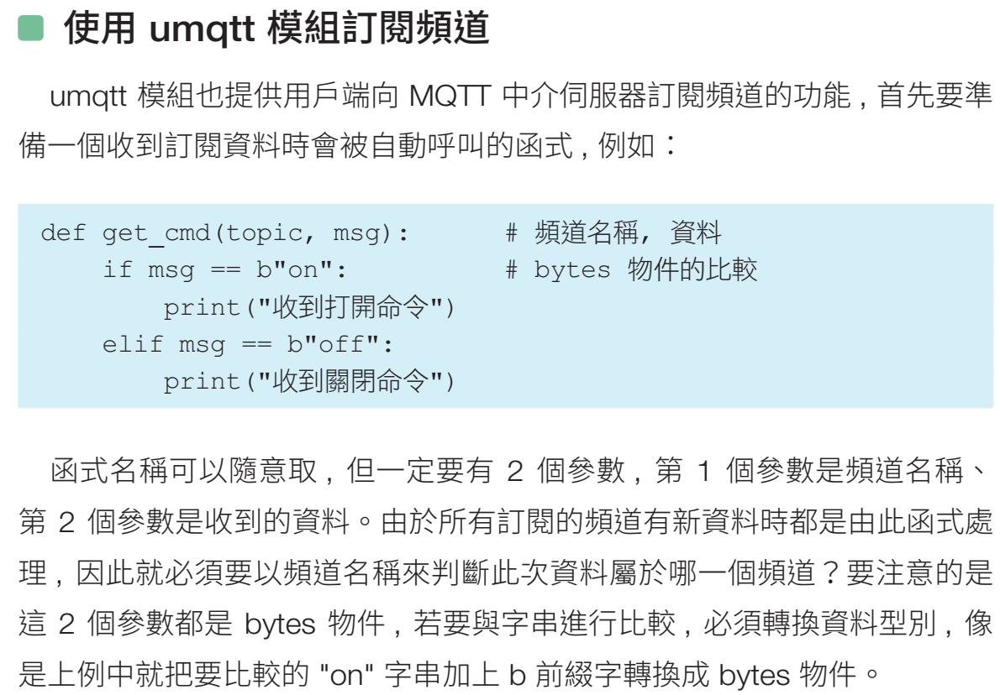 使用 umqtt 模組訂閱頻道
umqtt 模組也提供用戶端向 MQTT 中介伺服器訂閱頻道的功能 , 首先要準
備一個收到訂閱資料時會被自動呼叫的函式 , 例如：
def get_cmd(topic, msg):      # 頻道名稱, 資料
    if msg == b"on":          # bytes 物件的比較
        print("收到打開命令")
    elif msg == b"off":
        print("收到關閉命令")
函式名稱可以隨意取 , 但一定要有 2 個參數 , 第 1 個參數是頻道名稱、
第 2 個參數是收到的資料。由於所有訂閱的頻道有新資料時都是由此函式處
理 , 因此就必須要以頻道名稱來判斷此次資料屬於哪一個頻道？要注意的是
這 2 個參數都是 bytes 物件 , 若要與字串進行比較 , 必須轉換資料型別 , 像
是上例中就把要比較的 "on" 字串加上 b 前綴字轉換成 bytes 物件。